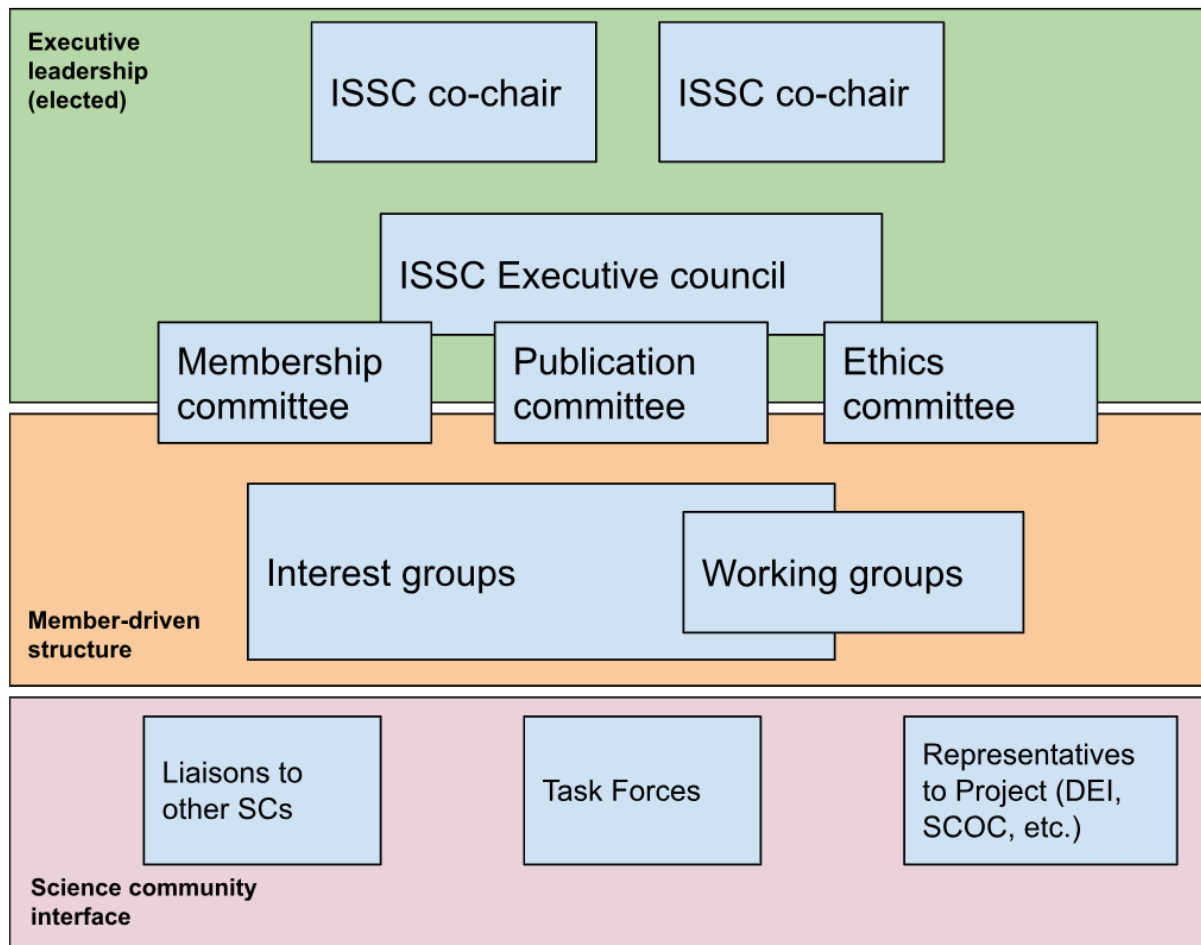 Executive
leadership
(elected)
ISSC co-chair
ISSC co-chair
ISSC Executive council
Membership
committee
Publication
committee
Ethics
committee
Interest groups
Working groups
Member-driven
structure
Liaisons to
other SCs
Task Forces
Representatives
to Project (DEI,
SCOC, etc.)
Science community
interface